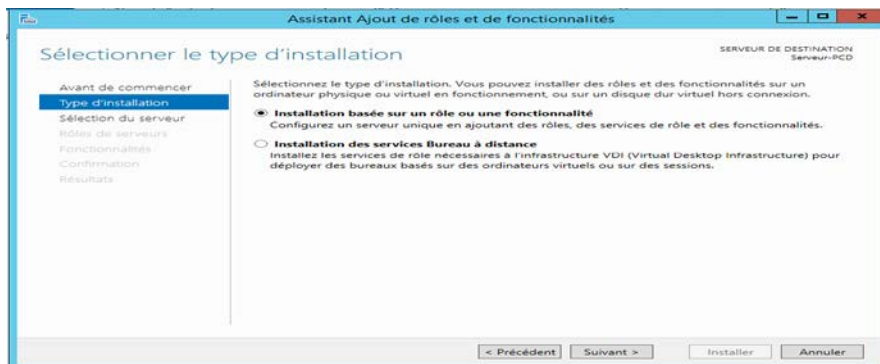 Assistant Ajout de rôles et de fonctionnalités
Sélectionner le type d'installation
SERVEUR DE DESTINATION
Serveur-PCD
Avant de commencer
Type d'installation
Sélection du serveur
Rôles de serveurs
Fonctionnalités
Confirmation
Résultats
Sélectionnez le type d'installation. Vous pouvez installer des rôles et des fonctionnalités sur un
ordinateur physique ou virtuel en fonctionnement, ou sur un disque dur virtuel hors connexion.
Installation basée sur un rôle ou une fonctionnalité
Configurez un serveur unique en ajoutant des rôles, des services de rôle et des fonctionnalités.
Installation des services Bureau à distance
Installez les services de rôle nécessaires à l'infrastructure VDI (Virtual Desktop Infrastructure) pour
déployer des bureaux basés sur des ordinateurs virtuels ou sur des sessions.
< Précédent
Suivant >
Installer
Annuler